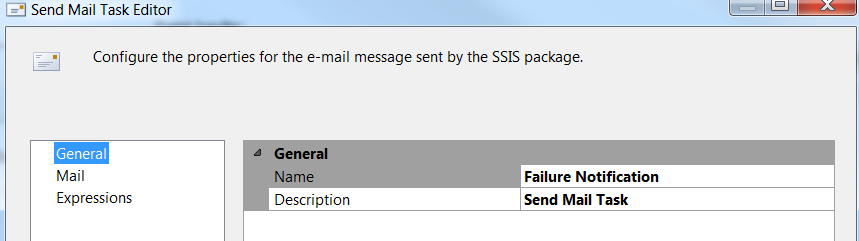 Send Mail Task Editor
Configure the properties for the e-mail message sent by the SSIS package.
General
Mail
Expressions
General
Name Failure Notification
Description Send Mail Task